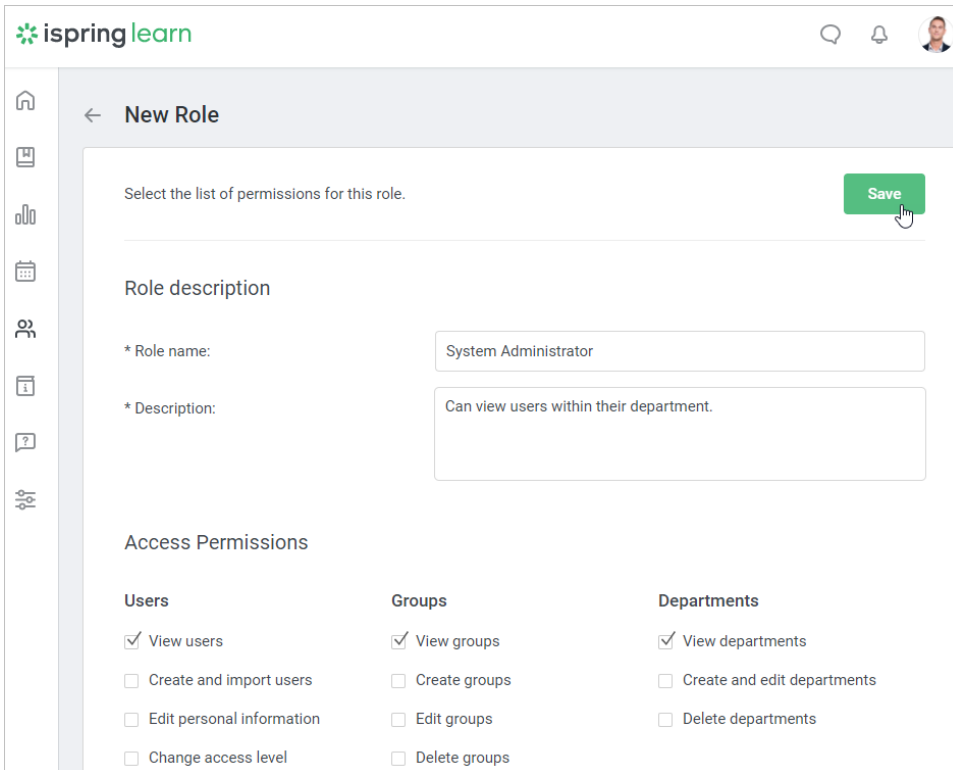 ispring learn
New Role
Select the list of permissions for this role.
Save
Role description
* Role name:
System Administrator
* Description:
Can view users within their department.
Access Permissions
Users
Groups
Departments
View users
View groups
View departments
Create and import users
Create groups
Create and edit departments
Edit personal information
Edit groups
Delete departments
Change access level
Delete groups